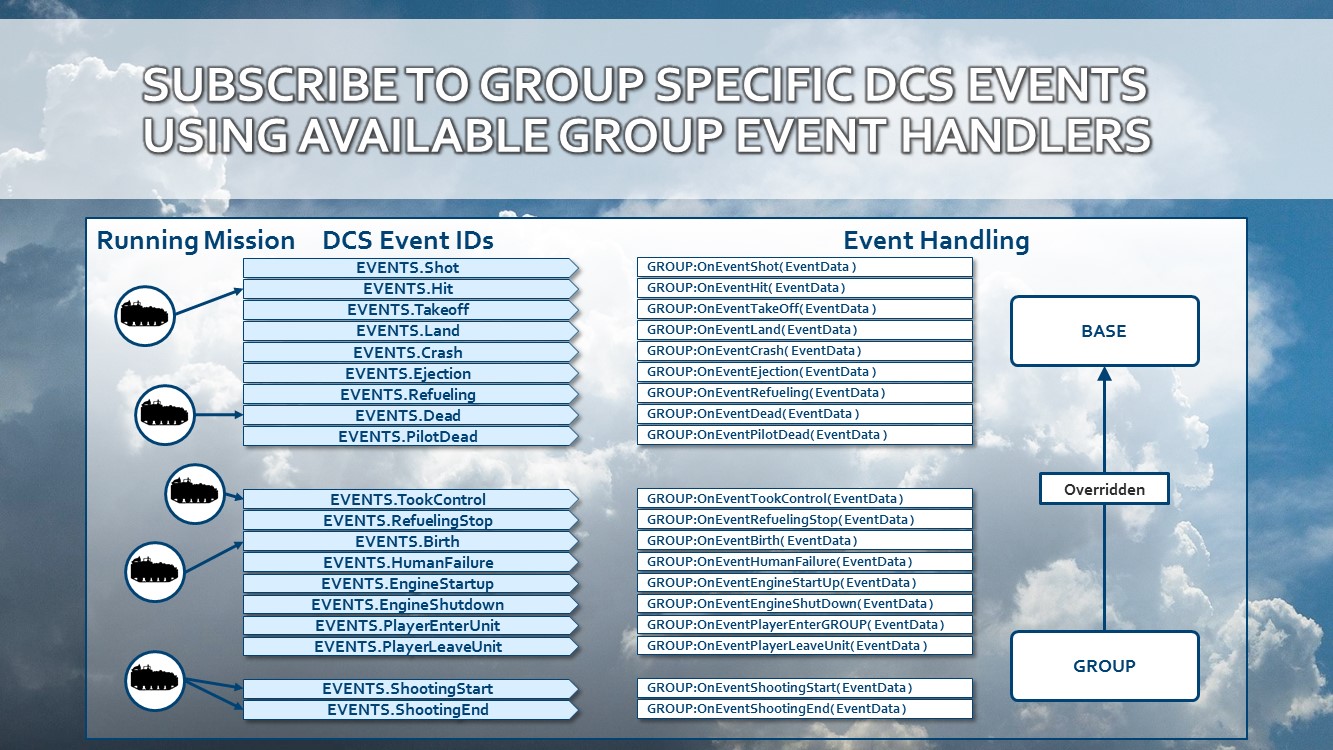 SUBSCRIBE TO GROUP SPECIFIC DCS EVENTS
USING AVAILABLE GROUP EVENT HANDLERS
Running Mission
DCS Event IDs
Event Handling
EVENTS.Shot
EVENTS.Hit
EVENTS.Takeoff
EVENTS.Land
EVENTS.Crash
EVENTS.Ejection
EVENTS.Refueling
EVENTS.Dead
EVENTS.PilotDead
EVENTS.TookControl
EVENTS.RefuelingStop
EVENTS.Birth
EVENTS.HumanFailure
EVENTS.EngineStartup
EVENTS.EngineShutdown
EVENTS.PlayerEnterUnit
EVENTS.PlayerLeaveUnit
EVENTS.ShootingStart
EVENTS.ShootingEnd
GROUP:OnEventShot( EventData )
GROUP:OnEventHit( EventData )
GROUP:OnEventTakeOff( EventData )
GROUP:OnEventLand( EventData )
GROUP:OnEventCrash( EventData )
GROUP:OnEventEjection( EventData )
GROUP:OnEventRefueling( EventData )
GROUP:OnEventDead( EventData )
GROUP:OnEventPilotDead( EventData )
GROUP:OnEventTookControl( EventData )
GROUP:OnEventRefuelingStop( EventData )
GROUP:OnEventBirth( EventData )
GROUP:OnEventHumanFailure( EventData )
GROUP:OnEventEngineStartUp( EventData )
GROUP:OnEventEngineShutDown( EventData )
GROUP:OnEventPlayerEnterGROUP( EventData )
GROUP:OnEventPlayerLeaveUnit( EventData )
GROUP:OnEventShootingStart( EventData )
GROUP:OnEventShootingEnd( EventData )
BASE
Overridden
GROUP